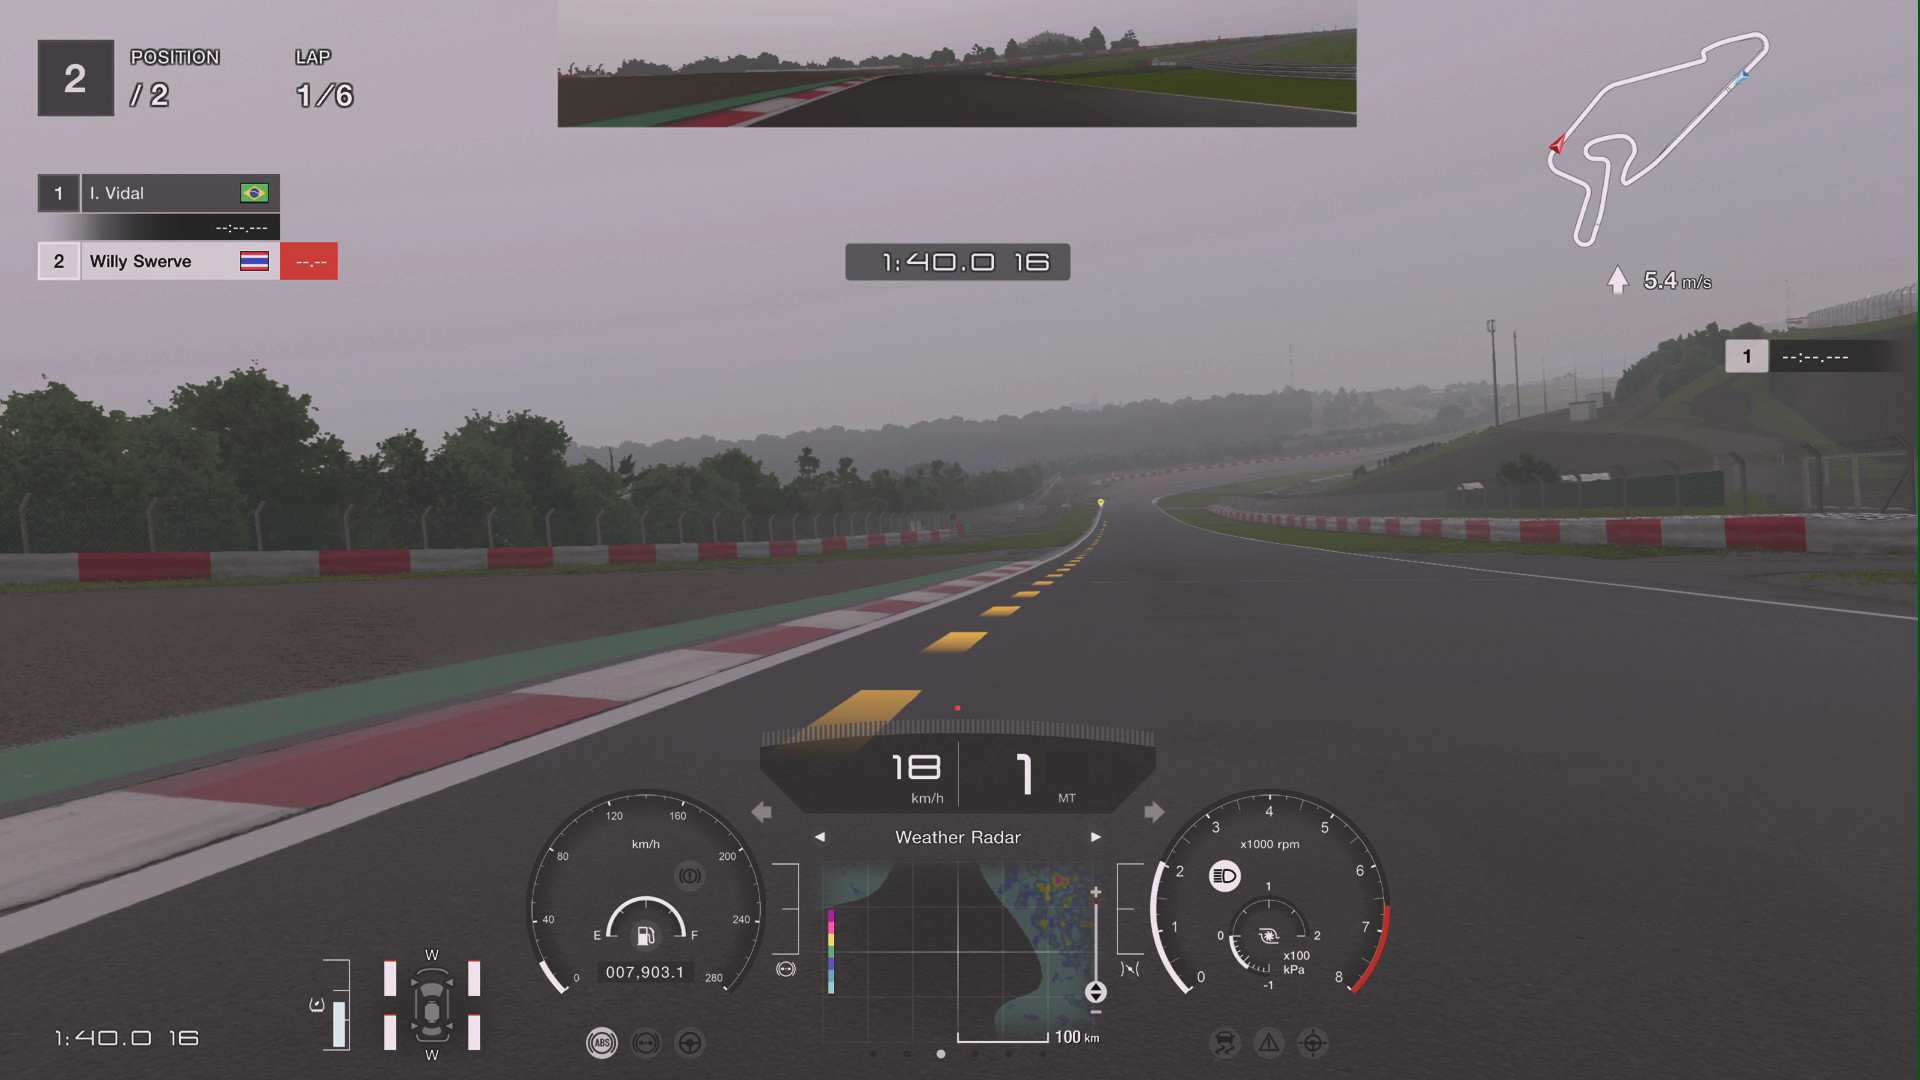 2
POSITION
/ 2
LAP
1/6
1 I. Vidal
--:--.---
2 Willy Swerve --.--
1:40.0 16
5.4 m/s
1 --:--.---
18
km/h
1
MT
Weather Radar
+
−
100 km
km/h
0 40 80 120 160 200 240 280
E F
007,903.1
ABS
x1000 rpm
0 1 2 3 4 5 6 7 8
1
0 2
-1
x100
kPa
W
W
1:40.0 16